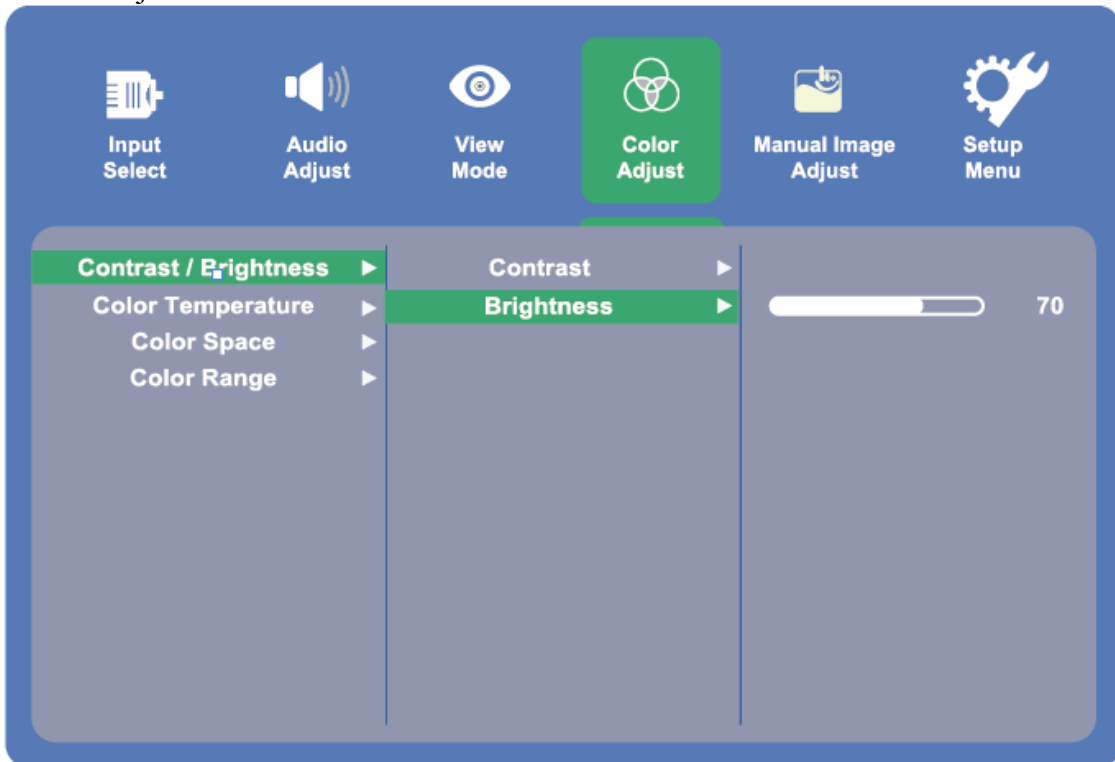 Input
Select
Audio
Adjust
View
Mode
Color
Adjust
Manual Image
Adjust
Setup
Menu
Contrast / Brightness
Color Temperature
Color Space
Color Range
Contrast
Brightness
70